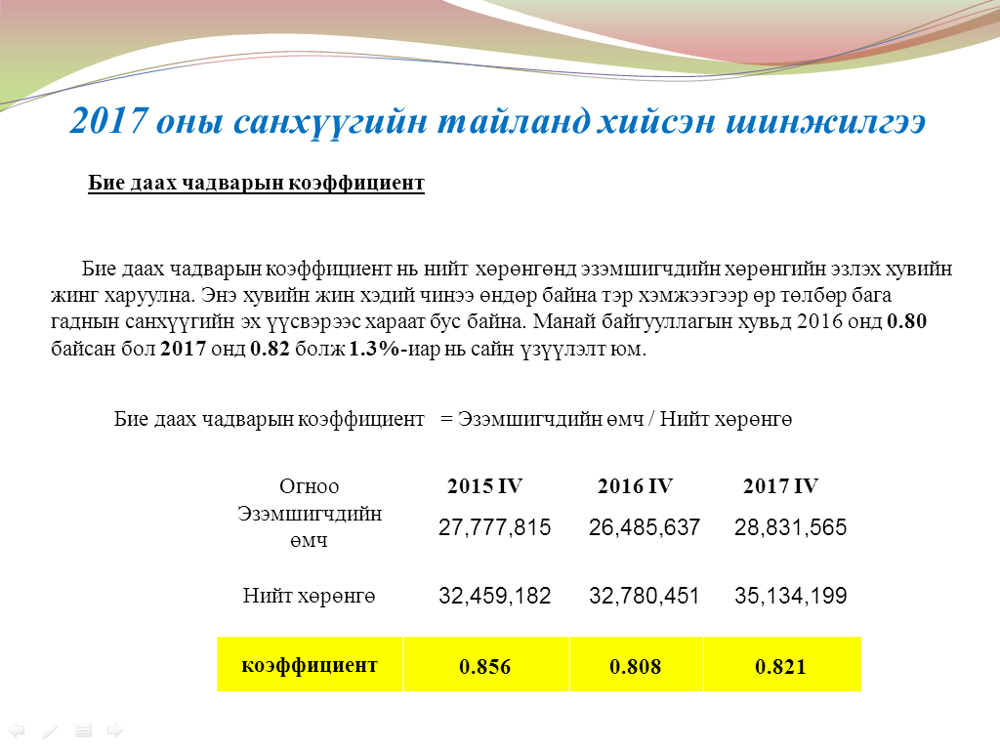 2017 оны санхүүгийн тайланд хийсэн шинжилгээ
Бие даах чадварын коэффициент
Бие даах чадварын коэффициент нь нийт хөрөнгөнд эзэмшигчдийн хөрөнгийн эзлэх хувийн
жинг харуулна. Энэ хувийн жин хэдий чинээ өндөр байна тэр хэмжээгээр өр төлбөр бага
гаднын санхүүгийн эх үүсвэрээс хараат бус байна. Манай байгууллагын хувьд 2016 онд 0.80
байсан бол 2017 онд 0.82 болж 1.3%-иар нь сайн үзүүлэлт юм.
Бие даах чадварын коэффициент = Эзэмшигчдийн өмч / Нийт хөрөнгө
Огноо 2015 IV 2016 IV 2017 IV
Эзэмшигчдийн
өмч 27,777,815 26,485,637 28,831,565
Нийт хөрөнгө 32,459,182 32,780,451 35,134,199
коэффициент 0.856 0.808 0.821